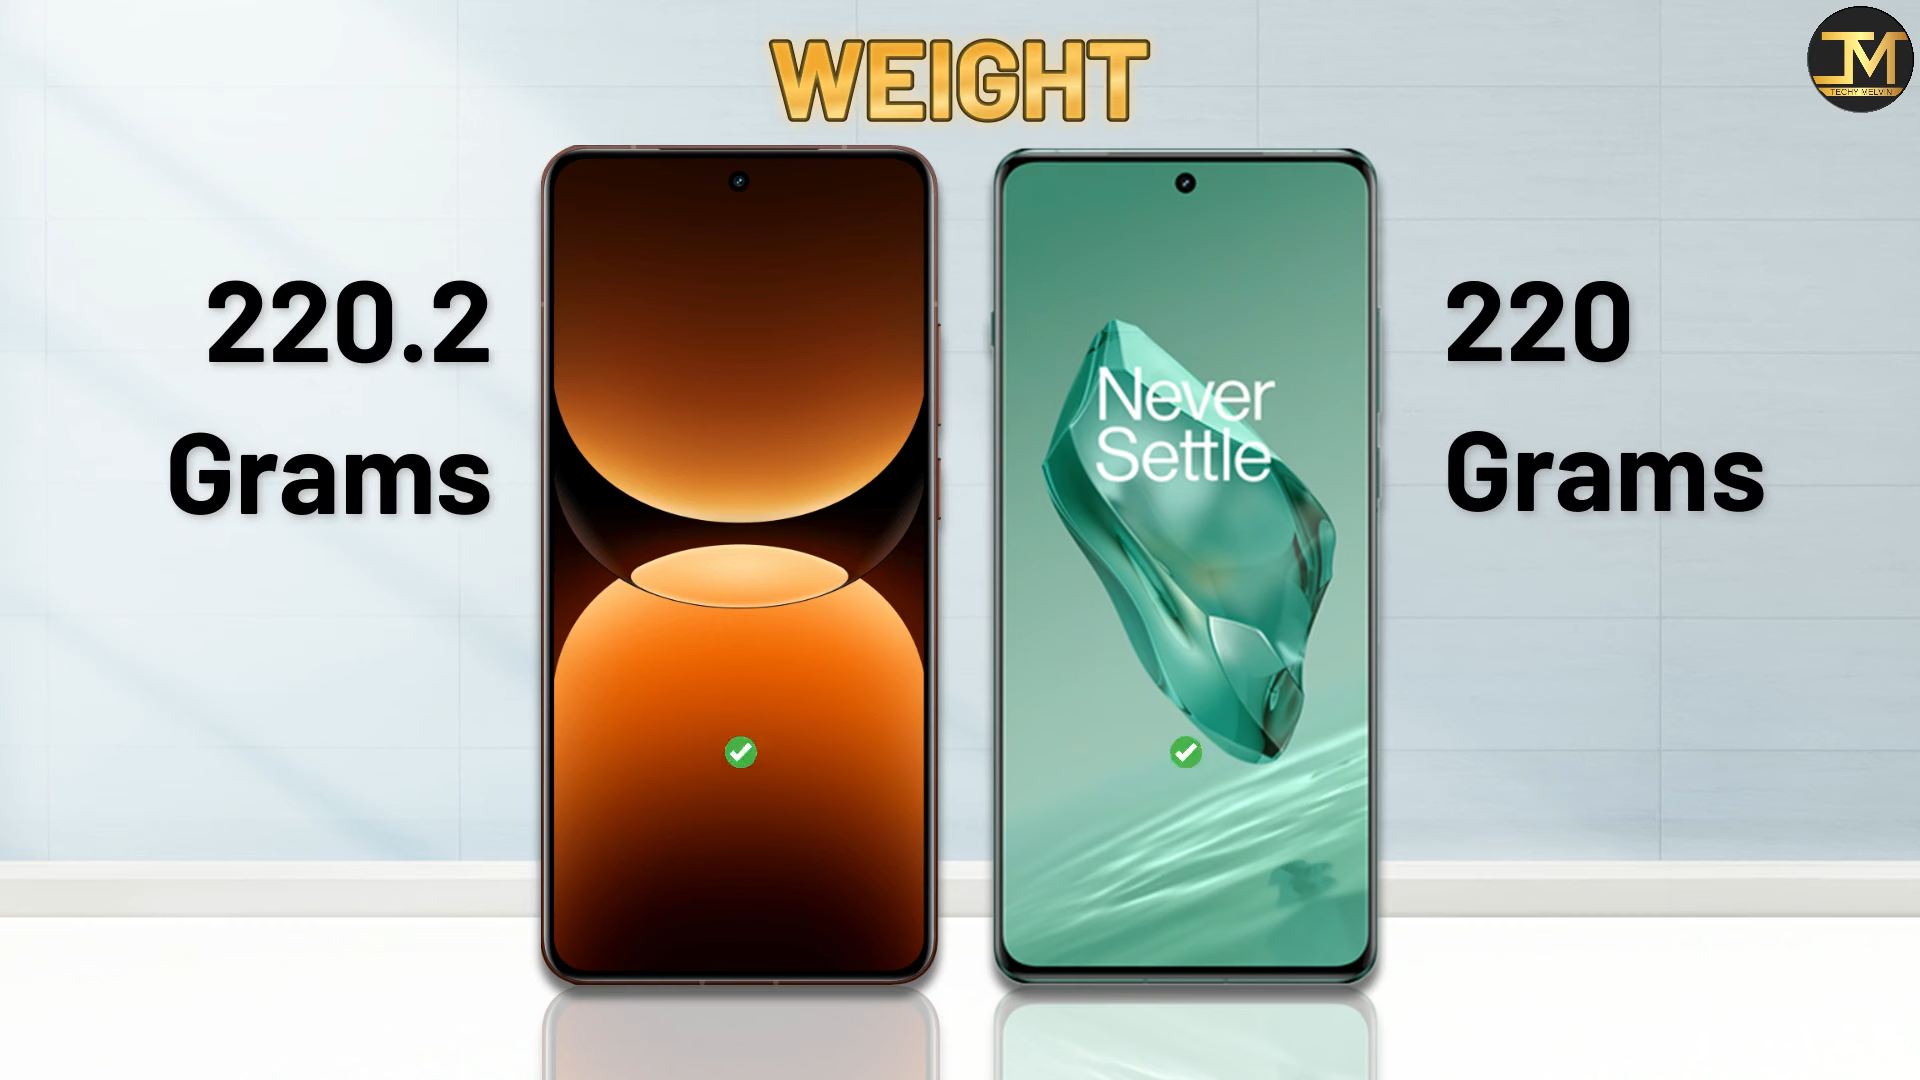 WEIGHT
TECHY MELVIN
220.2
Grams
Never
Settle
220
Grams